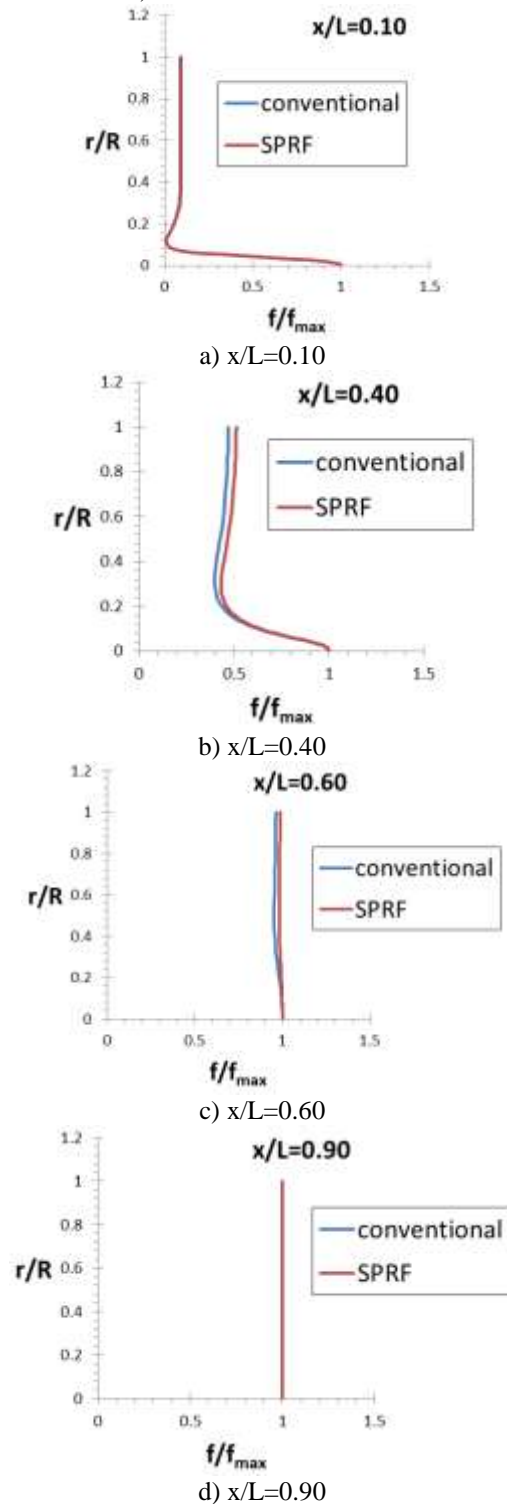 x/L=0.10
1.2
1
conventional
r/R 0.8
0.6
SPRF
0.4
0.2
0
0 0.5 1 1.5
f/fmax
a) x/L=0.10
1.2
x/L=0.40
1
conventional
0.8
r/R
0.6
SPRF
0.4
0.2
0
0 0.5 1 1.5
f/fmax
b) x/L=0.40
1.2
x/L=0.60
1
0.8
conventional
r/R 0.6
SPRF
0.4
0.2
0
0 0.5 1 1.5
f/fmax
c) x/L=0.60
1.2
x/L=0.90
1
0.8
conventional
r/R 0.6
SPRF
0.4
0.2
0
0 0.5 1 1.5
f/fmax
d) x/L=0.90